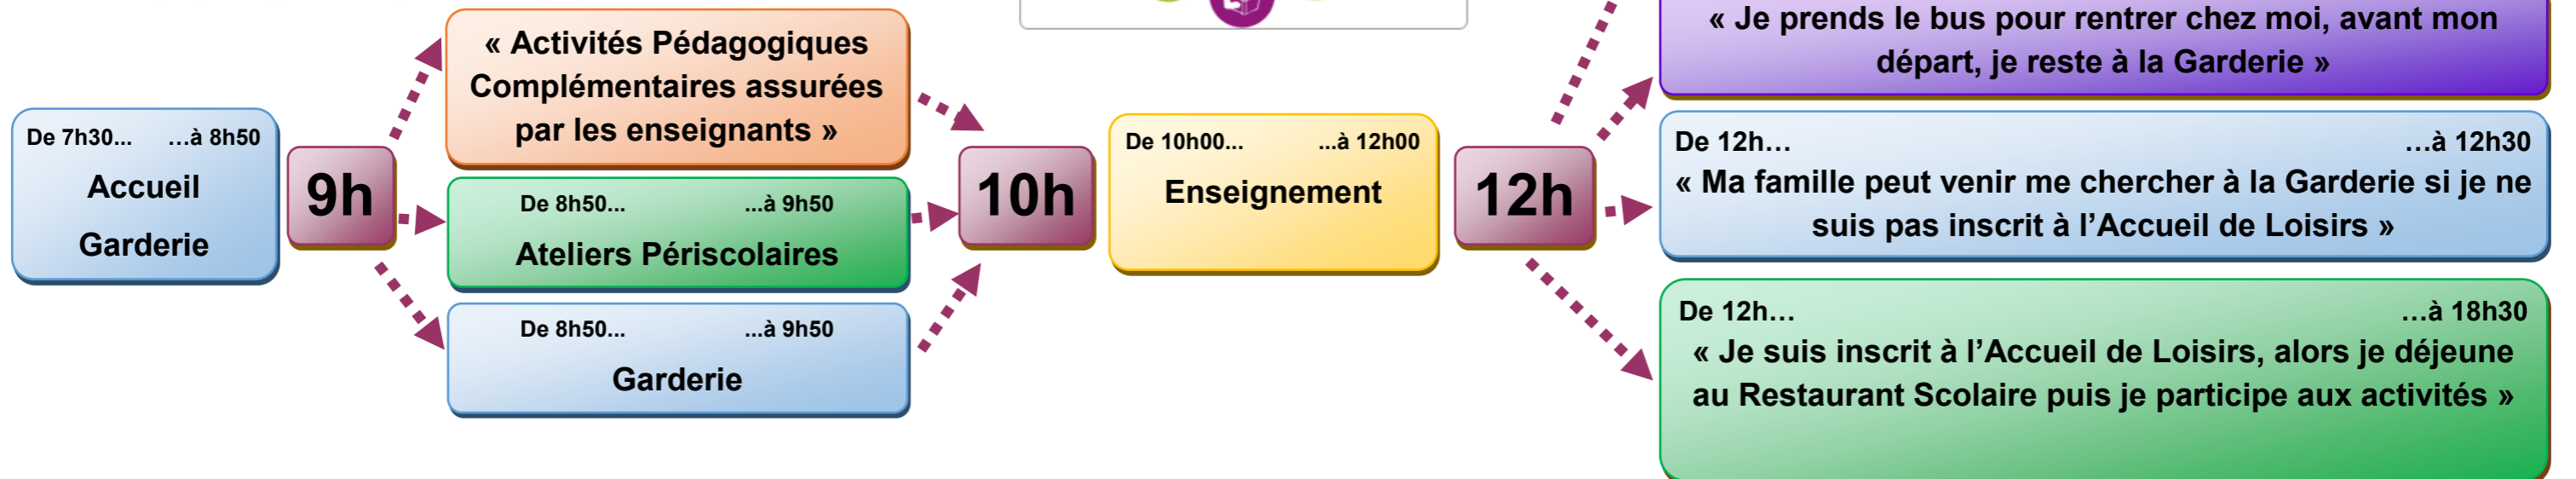 De 7h30... …à 8h50
Accueil
Garderie
9h
« Activités Pédagogiques
Complémentaires assurées
par les enseignants »
De 8h50... ...à 9h50
Ateliers Périscolaires
De 8h50... ...à 9h50
Garderie
10h
De 10h00... ...à 12h00
Enseignement
12h
« Je prends le bus pour rentrer chez moi, avant mon
départ, je reste à la Garderie »
De 12h… …à 12h30
« Ma famille peut venir me chercher à la Garderie si je ne
suis pas inscrit à l’Accueil de Loisirs »
De 12h… …à 18h30
« Je suis inscrit à l’Accueil de Loisirs, alors je déjeune
au Restaurant Scolaire puis je participe aux activités »